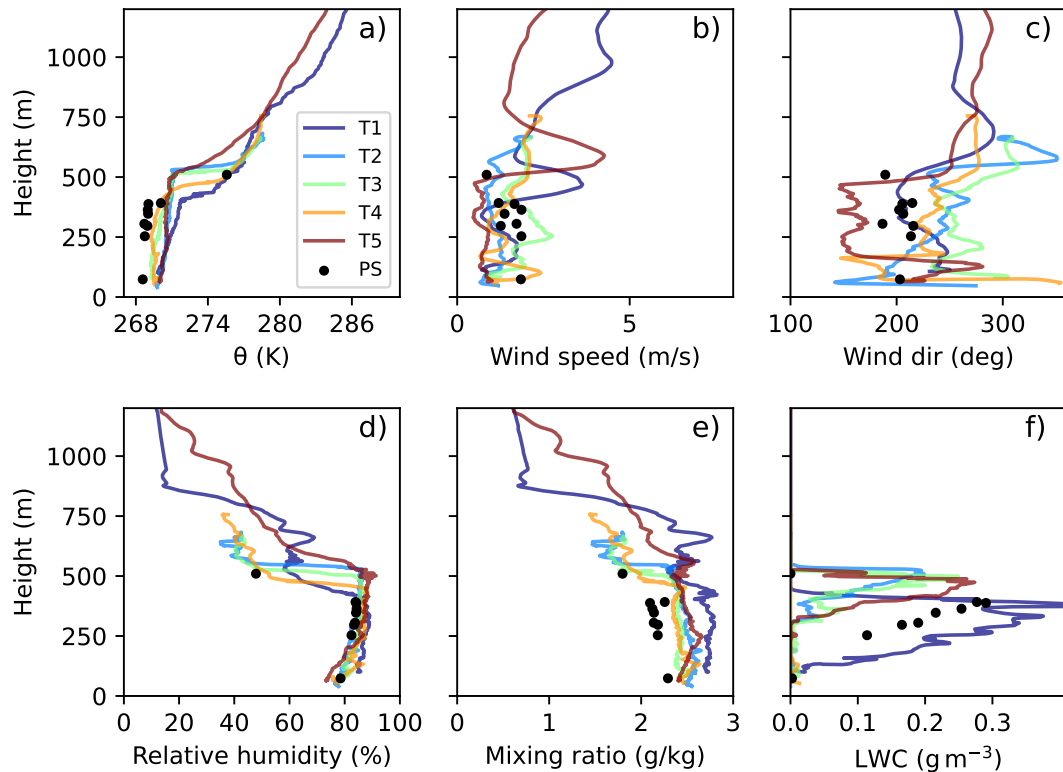 a)
b)
c)
Height (m)
1000
750
500
250
0
T1
T2
T3
T4
T5
PS
268 274 280 286
0 5
100 200 300
θ (K)
Wind speed (m/s)
Wind dir (deg)
d)
e)
f)
Height (m)
1000
750
500
250
0
0 20 40 60 80 100
0 1 2 3
0.0 0.1 0.2 0.3
Relative humidity (%)
Mixing ratio (g/kg)
LWC (g m⁻³)